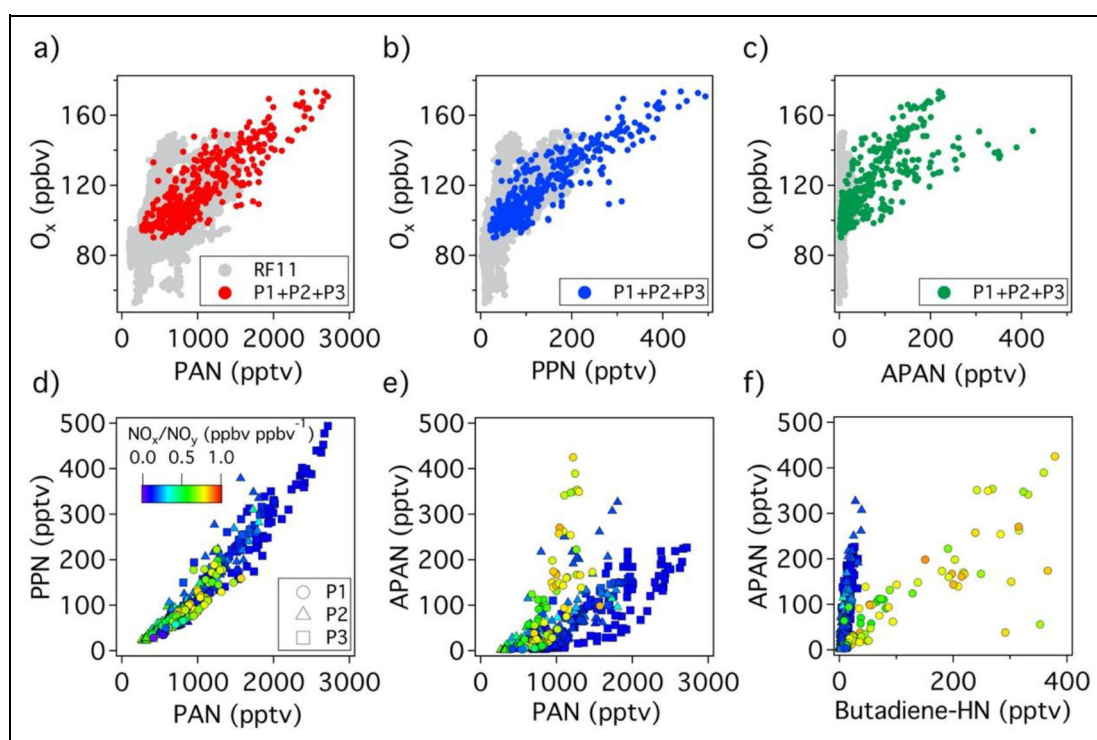 a)
Oₓ (ppbv)
160
120
80
RF11
P1+P2+P3
0 1000 2000 3000
PAN (pptv)
b)
Oₓ (ppbv)
160
120
80
P1+P2+P3
0 200 400
PPN (pptv)
c)
Oₓ (ppbv)
160
120
80
P1+P2+P3
0 200 400
APAN (pptv)
d)
PPN (pptv)
500
400
300
200
100
0
NOₓ/NOᵧ (ppbv ppbv⁻¹)
0.0 0.5 1.0
P1
P2
P3
0 1000 2000 3000
PAN (pptv)
e)
APAN (pptv)
500
400
300
200
100
0
0 1000 2000 3000
PAN (pptv)
f)
APAN (pptv)
500
400
300
200
100
0
0 200 400
Butadiene-HN (pptv)